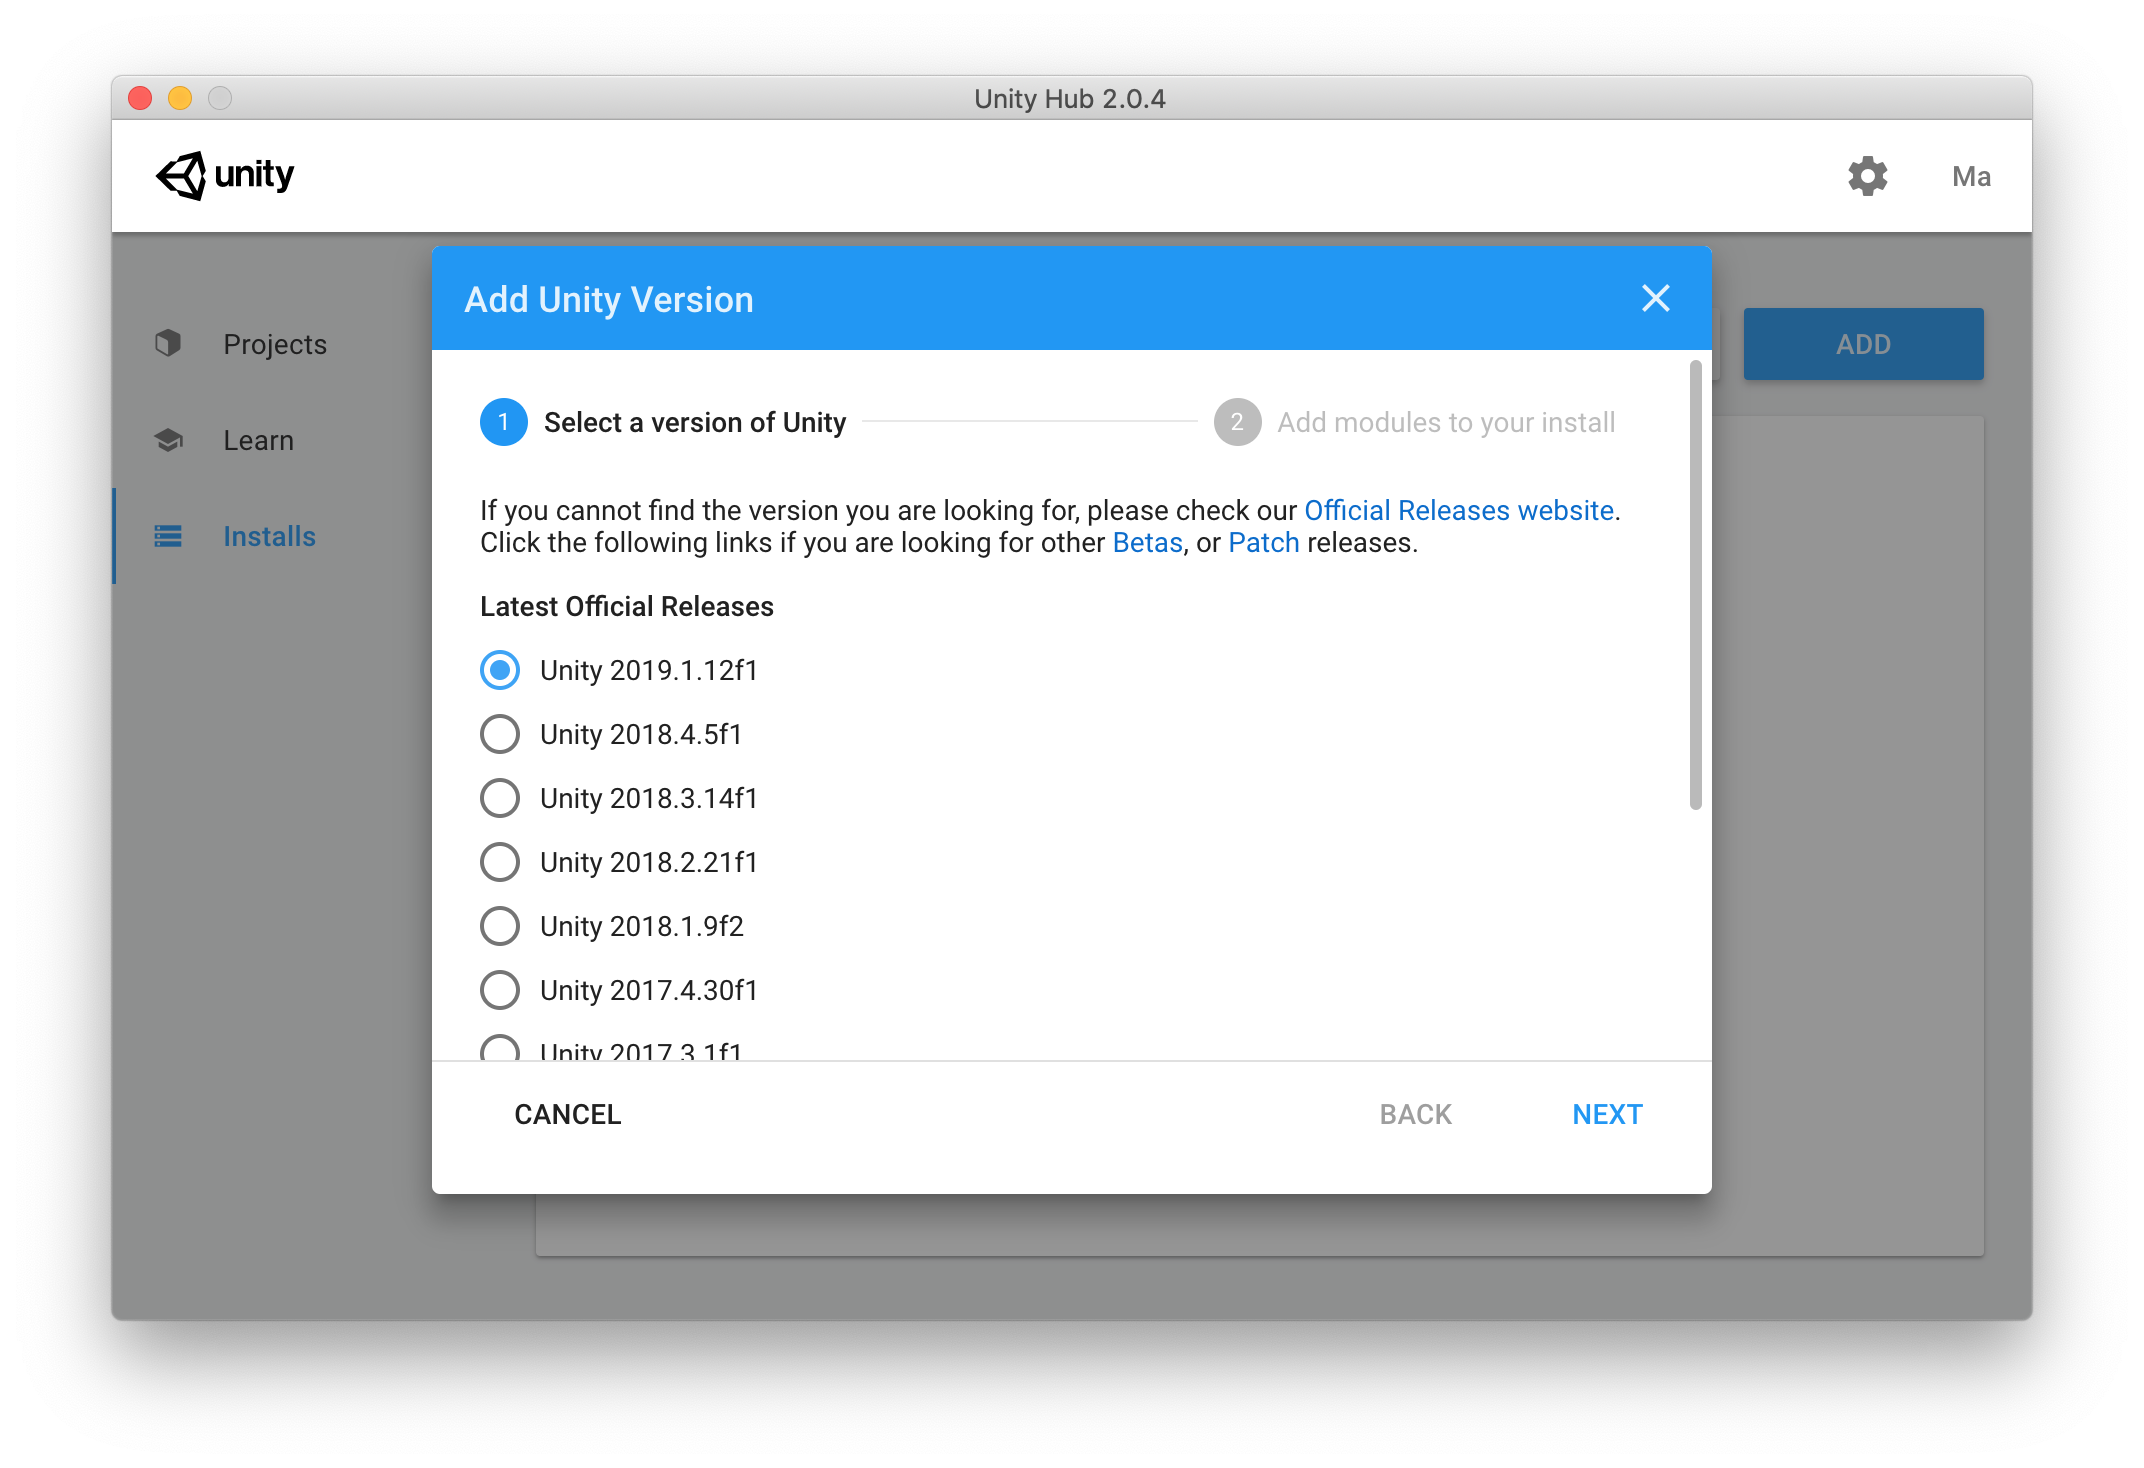 Unity Hub 2.0.4
unity
Ma
Projects
Learn
Installs
ADD
Add Unity Version
1 Select a version of Unity
2 Add modules to your install
If you cannot find the version you are looking for, please check our Official Releases website.
Click the following links if you are looking for other Betas, or Patch releases.
Latest Official Releases
Unity 2019.1.12f1
Unity 2018.4.5f1
Unity 2018.3.14f1
Unity 2018.2.21f1
Unity 2018.1.9f2
Unity 2017.4.30f1
Unity 2017.3.1f1
CANCEL
BACK
NEXT